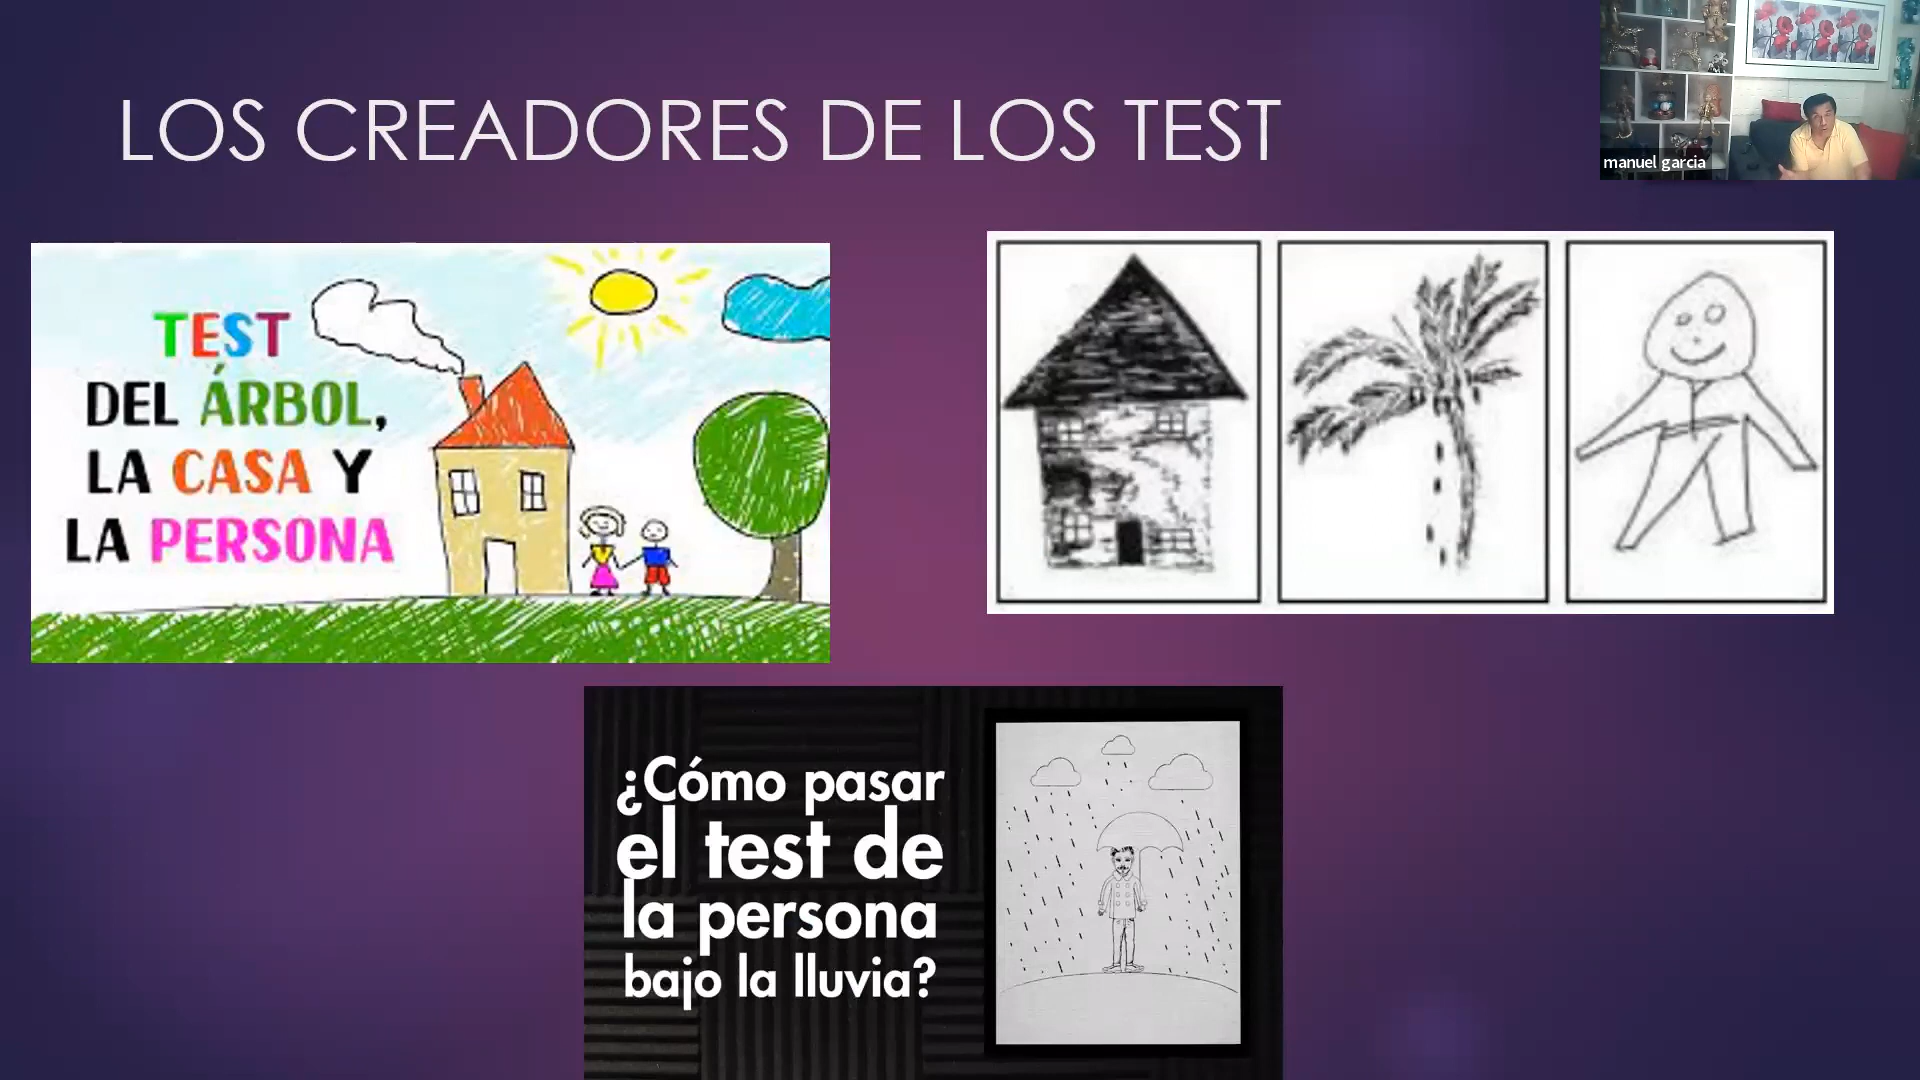 LOS CREADORES DE LOS TEST
manuel garcia
TEST
DEL ÁRBOL,
LA CASA Y
LA PERSONA
¿Cómo pasar
el test de
la persona
bajo la lluvia?